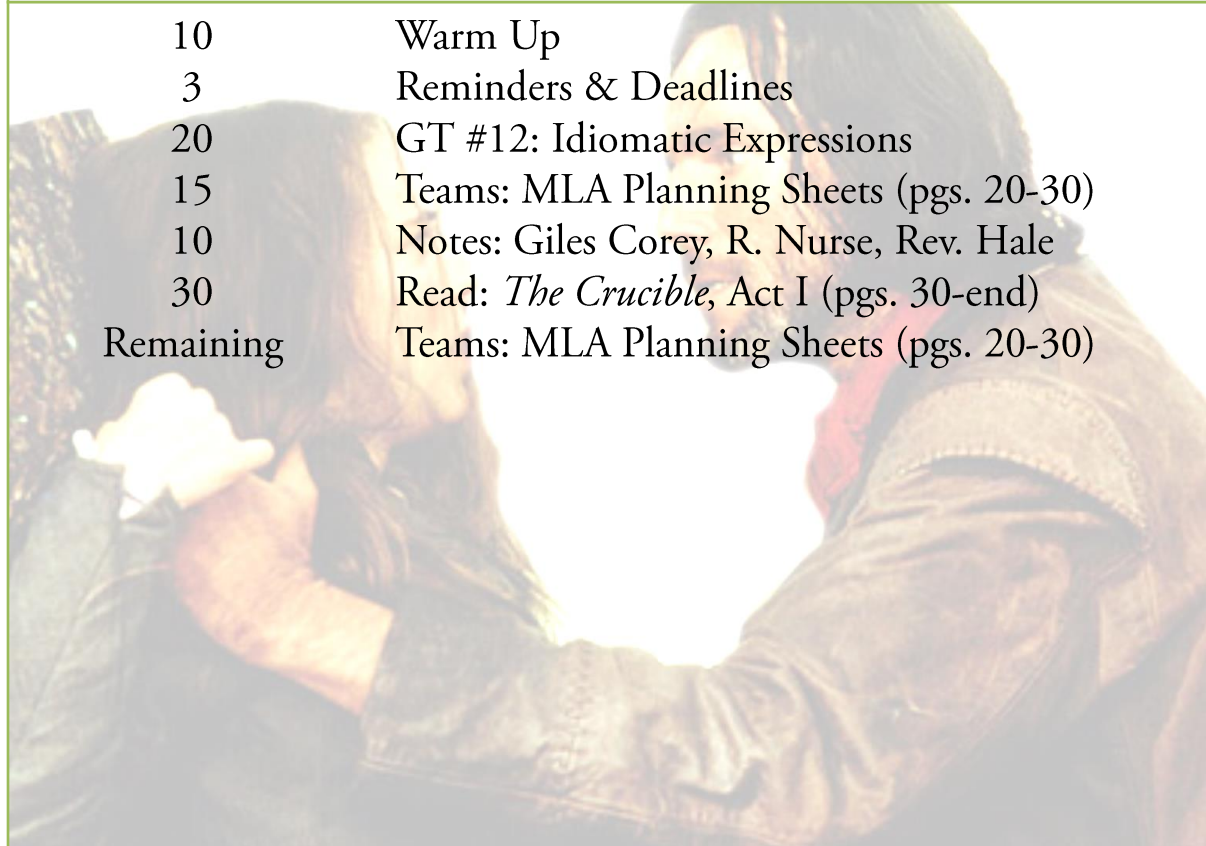 10 Warm Up
3 Reminders & Deadlines
20 GT #12: Idiomatic Expressions
15 Teams: MLA Planning Sheets (pgs. 20-30)
10 Notes: Giles Corey, R. Nurse, Rev. Hale
30 Read: The Crucible, Act I (pgs. 30-end)
Remaining Teams: MLA Planning Sheets (pgs. 20-30)